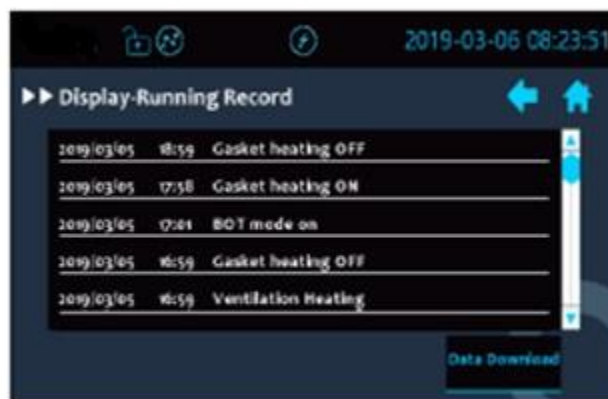 2019-03-06 08:23:51
Display-Running Record
2019/03/05 18:59 Gasket heating OFF
2019/03/05 17:58 Gasket heating ON
2019/03/05 17:01 BOT mode on
2019/03/05 16:59 Gasket heating OFF
2019/03/05 16:59 Ventilation Heating
Data Download